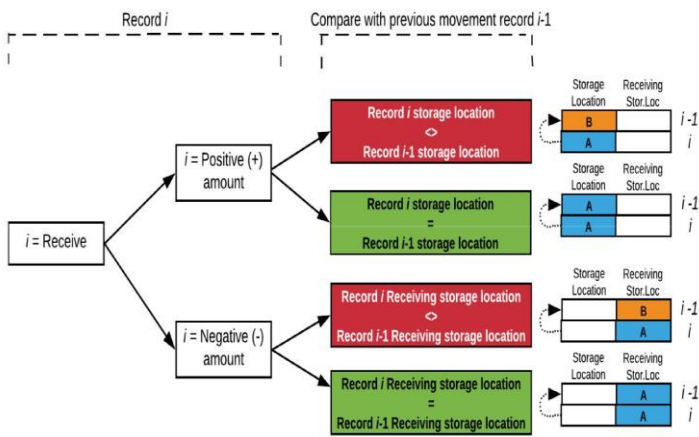 Record i
Compare with previous movement record i-1
Storage Location
Receiving Stor.Loc
Record i storage location
<>
Record i-1 storage location
B
i -1
A
i
i = Positive (+)
amount
Storage Location
Receiving Stor.Loc
Record i storage location
=
Record i-1 storage location
A
i -1
A
i
i = Receive
Storage Location
Receiving Stor.Loc
Record i Receiving storage location
<>
Record i-1 Receiving storage location
B
i -1
A
i
i = Negative (-)
amount
Storage Location
Receiving Stor.Loc
Record i Receiving storage location
=
Record i-1 Receiving storage location
A
i -1
A
i